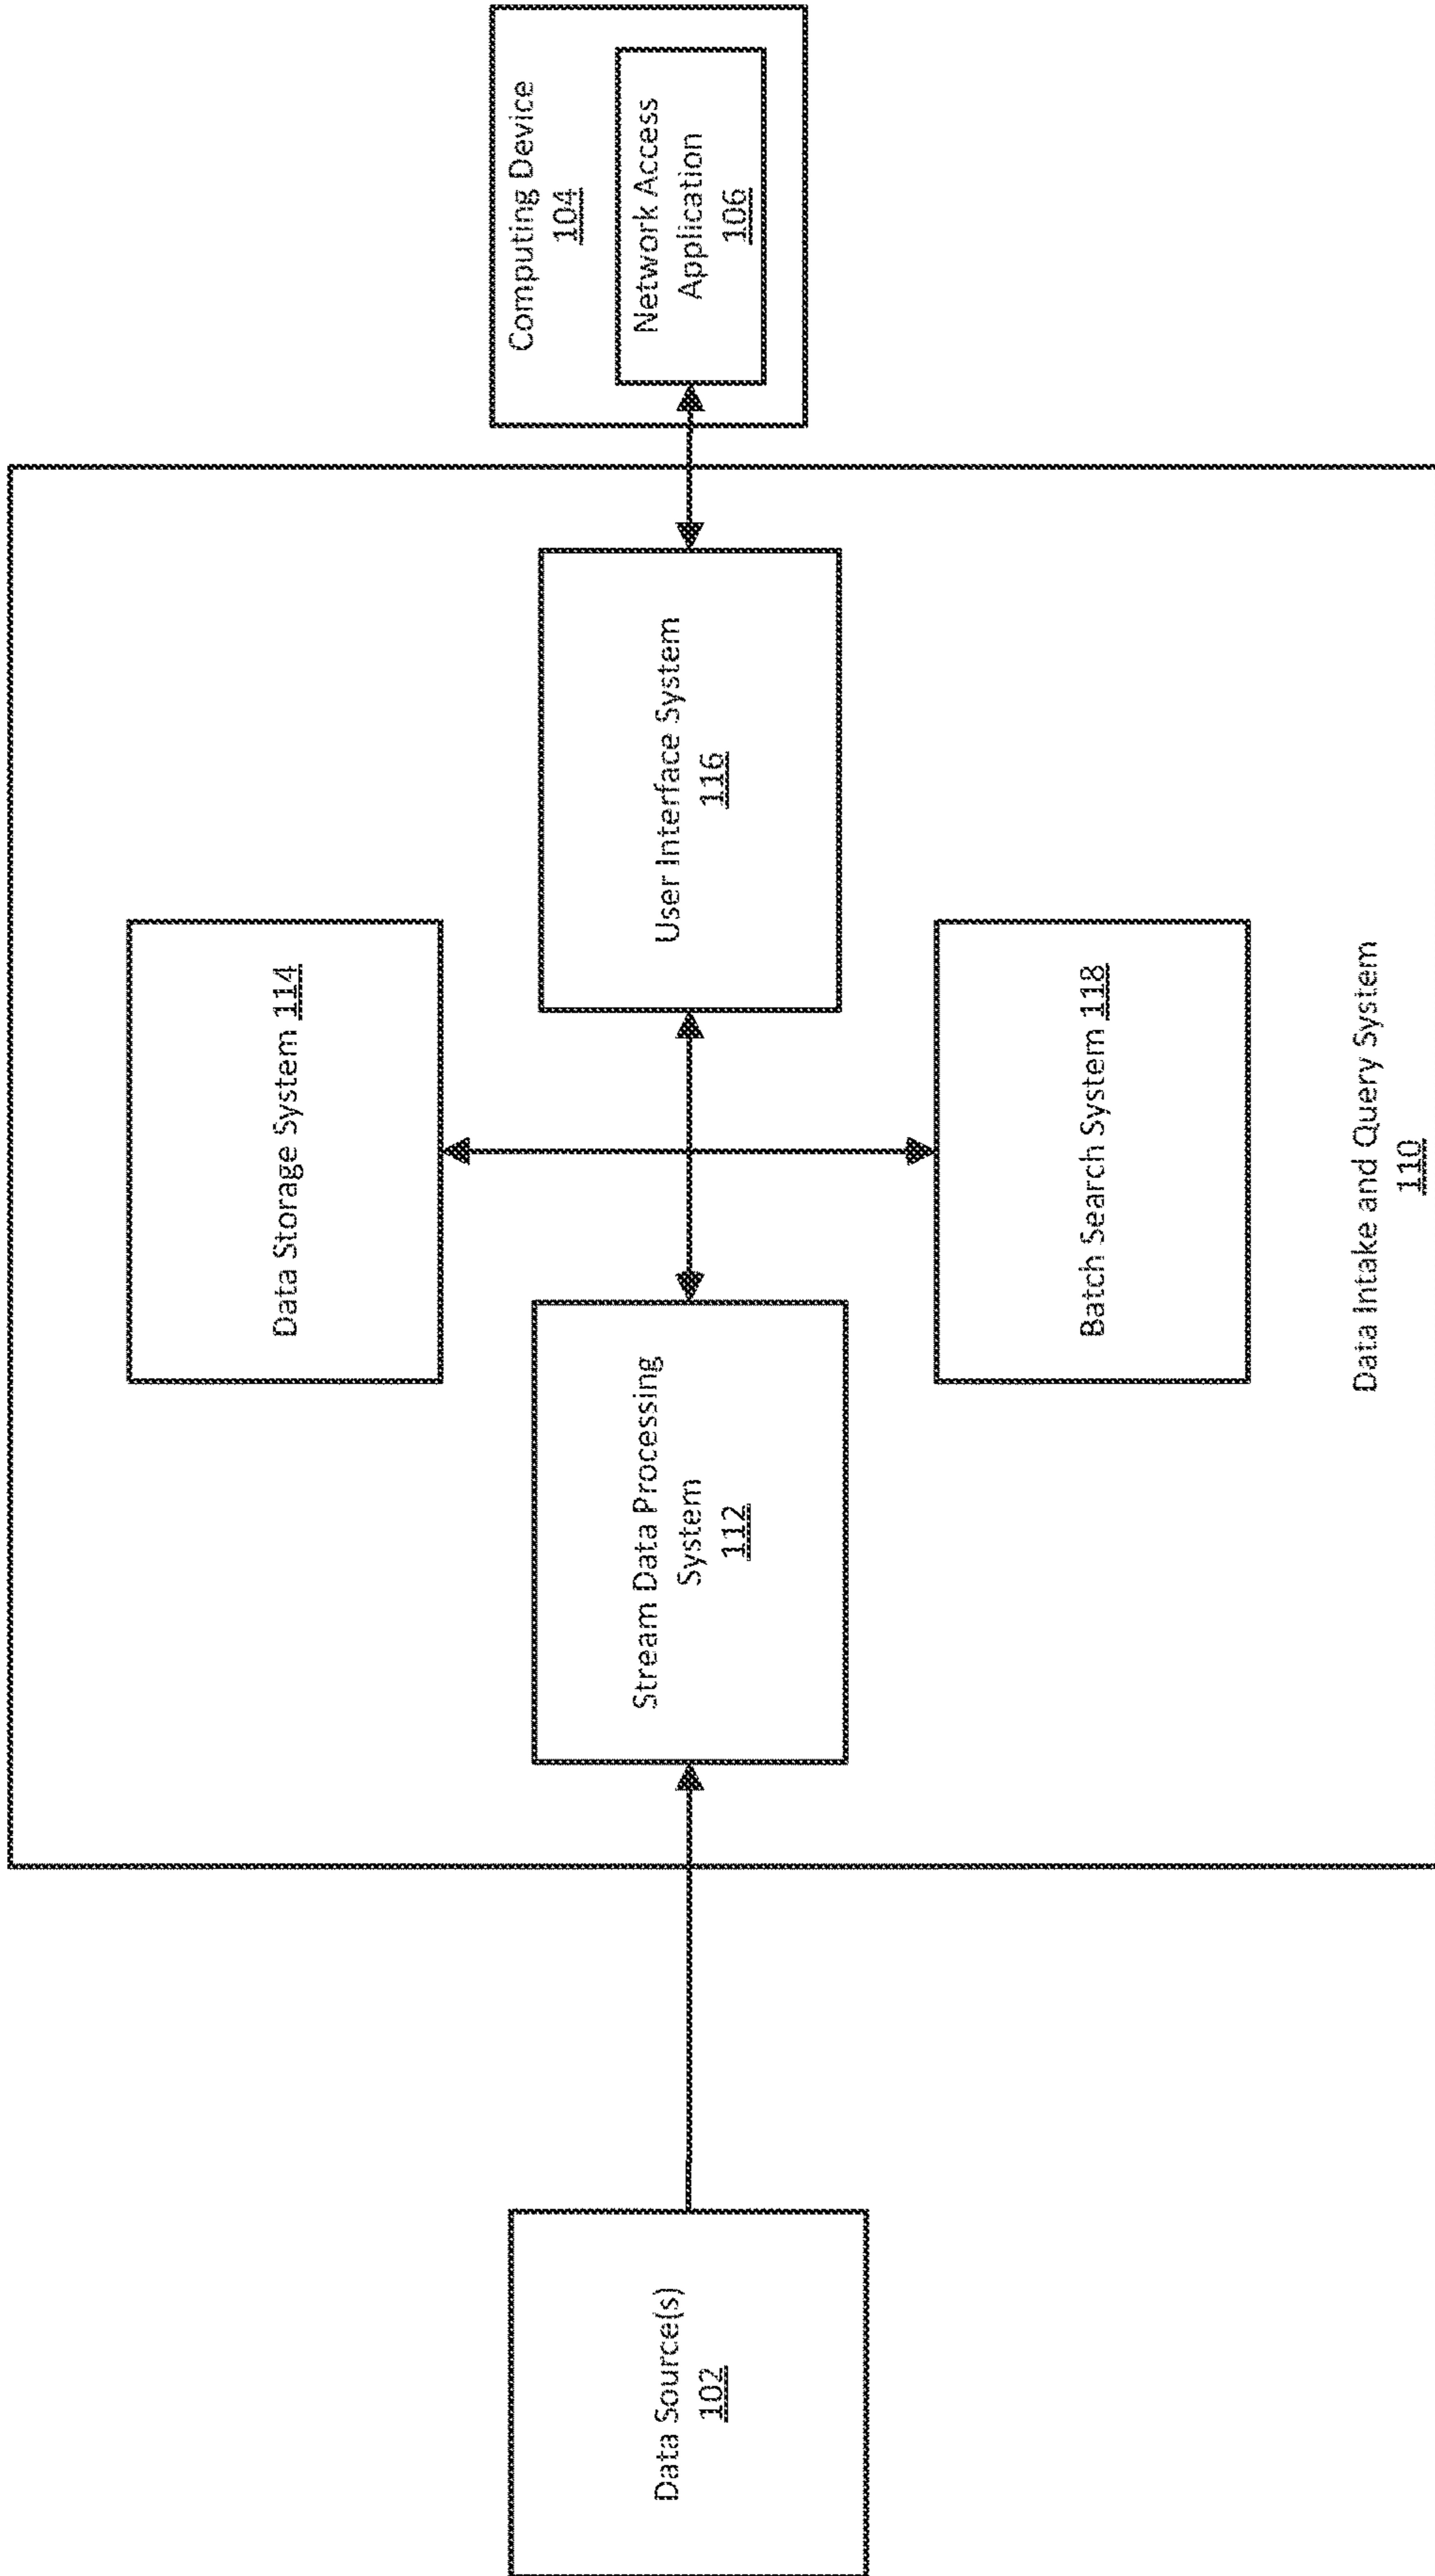 Data Source(s)
102
Stream Data Processing
System
112
Data Storage System 114
Batch Search System 118
User Interface System
116
Data Intake and Query System
110
Computing Device
104
Network Access
Application
106